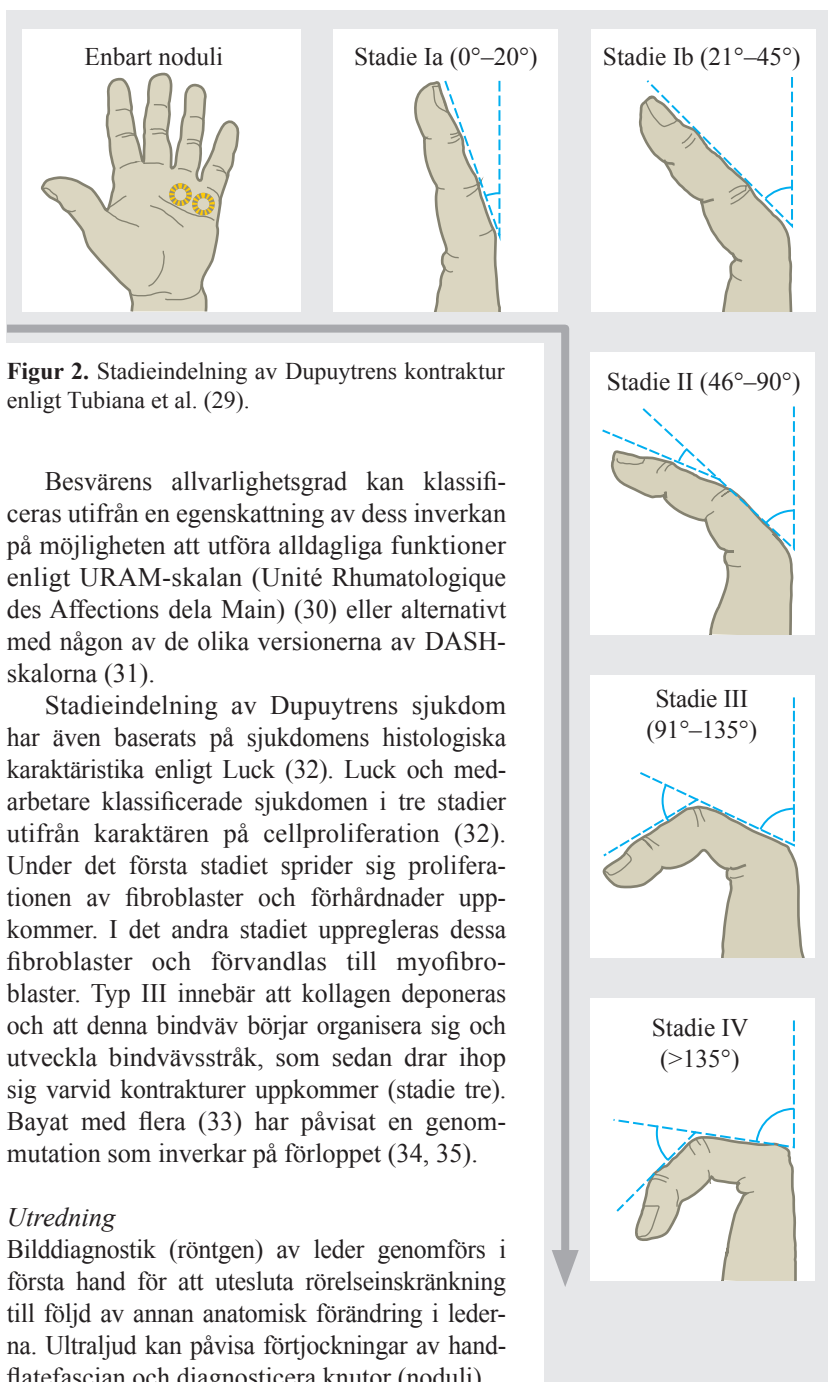 Enbart noduli
Stadie Ia (0°–20°)
Stadie Ib (21°–45°)
Figur 2. Stadieindelning av Dupuytrens kontraktur
enligt Tubiana et al. (29).
Stadie II (46°–90°)
Stadie III
(91°–135°)
Stadie IV
(>135°)
Besvärens allvarlighetsgrad kan klassifi-
ceras utifrån en egenskattning av dess inverkan
på möjligheten att utföra alldagliga funktioner
enligt URAM-skalan (Unité Rhumatologique
des Affections dela Main) (30) eller alternativt
med någon av de olika versionerna av DASH-
skalorna (31).
Stadieindelning av Dupuytrens sjukdom
har även baserats på sjukdomens histologiska
karaktäristika enligt Luck (32). Luck och med-
arbetare klassificerade sjukdomen i tre stadier
utifrån karaktären på cellproliferation (32).
Under det första stadiet sprider sig prolifera-
tionen av fibroblaster och förhårdnader upp-
kommer. I det andra stadiet uppregleras dessa
fibroblaster och förvandlas till myofibro-
blaster. Typ III innebär att kollagen deponeras
och att denna bindväv börjar organisera sig och
utveckla bindvävsstråk, som sedan drar ihop
sig varvid kontrakturer uppkommer (stadie tre).
Bayat med flera (33) har påvisat en genom-
mutation som inverkar på förloppet (34, 35).
Utredning
Bilddiagnostik (röntgen) av leder genomförs i
första hand för att utesluta rörelseinskränkning
till följd av annan anatomisk förändring i leder-
na. Ultraljud kan påvisa förtjockningar av hand-
flatefascian och diagnosticera knutor (noduli)